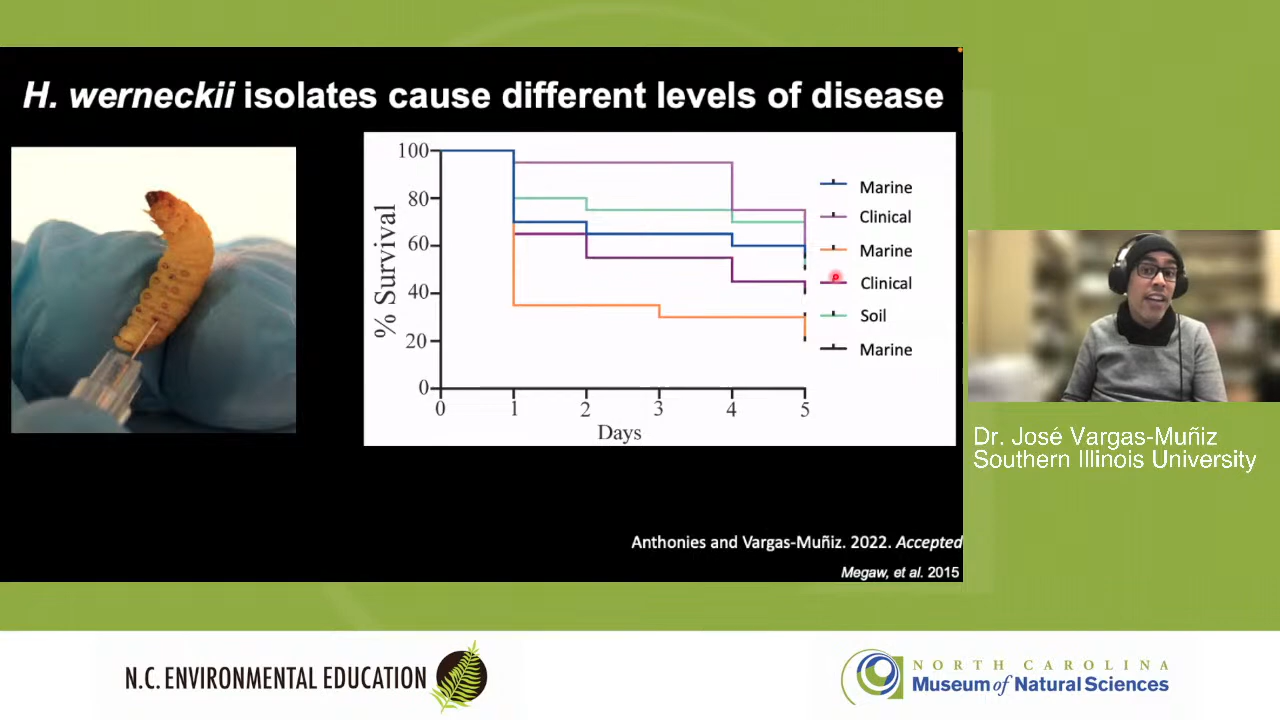 H. werneckii isolates cause different levels of disease
% Survival
100
80
60
40
20
0
0 1 2 3 4 5
Days
Marine
Clinical
Marine
Clinical
Soil
Marine
Anthonies and Vargas-Muñiz. 2022. Accepted
Megaw, et al. 2015
Dr. José Vargas-Muñiz
Southern Illinois University
N.C. ENVIRONMENTAL EDUCATION
NORTH CAROLINA
Museum of Natural Sciences